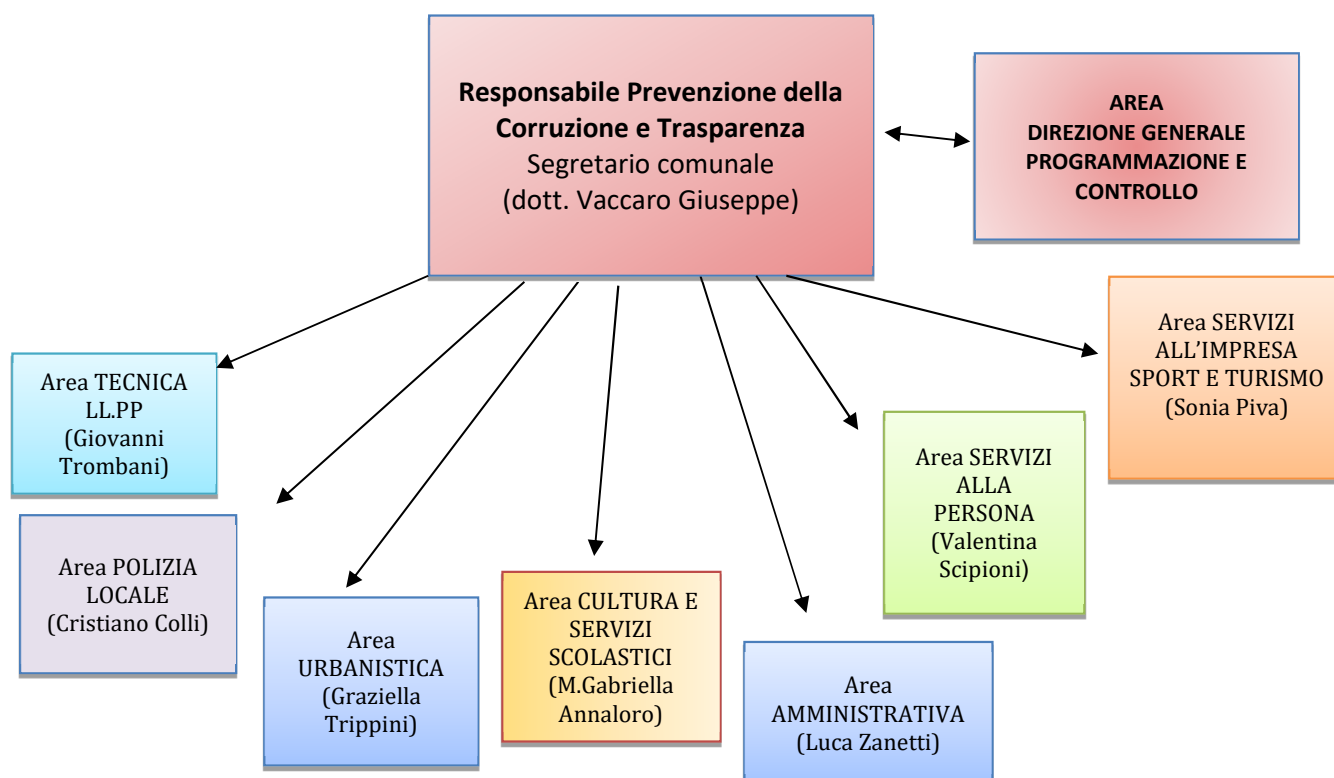 Responsabile Prevenzione della
Corruzione e Trasparenza
Segretario comunale
(dott. Vaccaro Giuseppe)
AREA
DIREZIONE GENERALE
PROGRAMMAZIONE E
CONTROLLO
Area TECNICA
LL.PP
(Giovanni
Trombani)
Area POLIZIA
LOCALE
(Cristiano Colli)
Area
URBANISTICA
(Graziella
Trippini)
Area CULTURA E
SERVIZI
SCOLASTICI
(M.Gabriella
Annaloro)
Area
AMMINISTRATIVA
(Luca Zanetti)
Area SERVIZI
ALLA
PERSONA
(Valentina
Scipioni)
Area SERVIZI
ALL’IMPRESA
SPORT E TURISMO
(Sonia Piva)